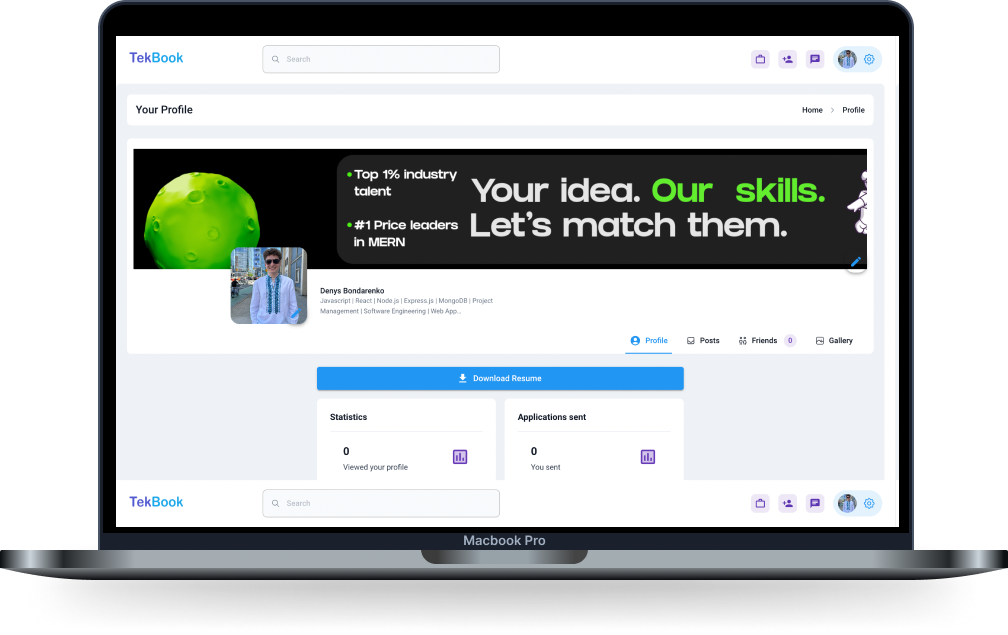 TekBook
Search
Your Profile
Home > Profile
• Top 1% industry
talent
• #1 Price leaders
in MERN
Your idea. Our skills.
Let's match them.
Denys Bondarenko
Javascript | React | Node.js | Express.js | MongoDB | Project
Management | Software Engineering | Web App...
Profile
Posts
Friends 0
Gallery
Download Resume
Statistics
0
Viewed your profile
Applications sent
0
You sent
TekBook
Search
Macbook Pro